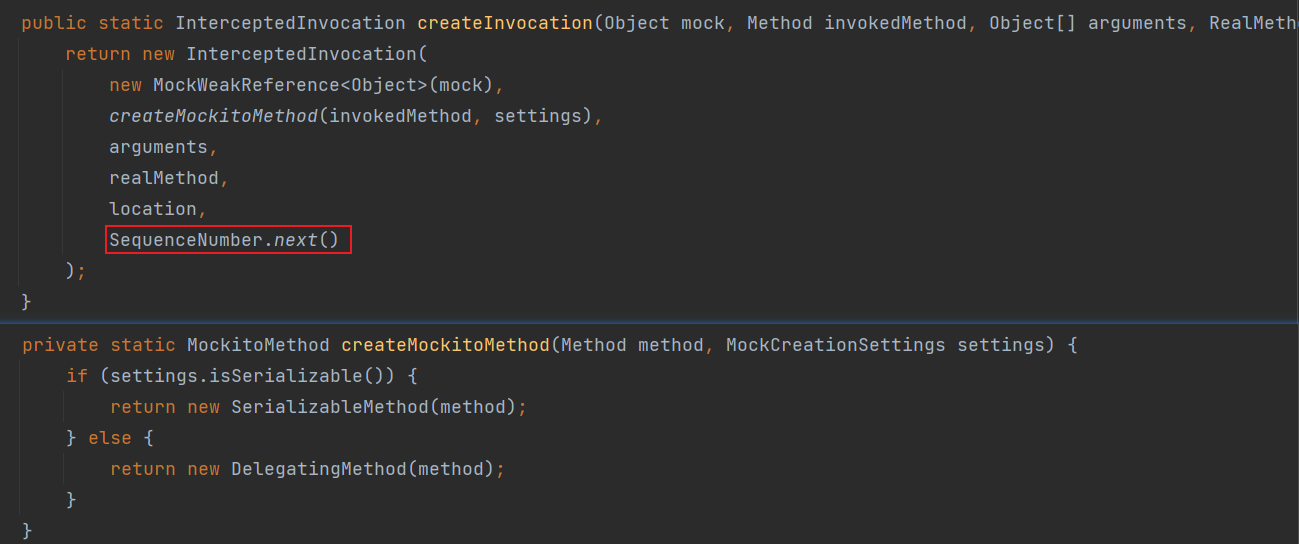 public static InterceptedInvocation createInvocation(Object mock, Method invokedMethod, Object[] arguments, RealMeth
return new InterceptedInvocation(
new MockWeakReference<Object>(mock),
createMockitoMethod(invokedMethod, settings),
arguments,
realMethod,
location,
SequenceNumber.next()
);
}
private static MockitoMethod createMockitoMethod(Method method, MockCreationSettings settings) {
if (settings.isSerializable()) {
return new SerializableMethod(method);
} else {
return new DelegatingMethod(method);
}
}